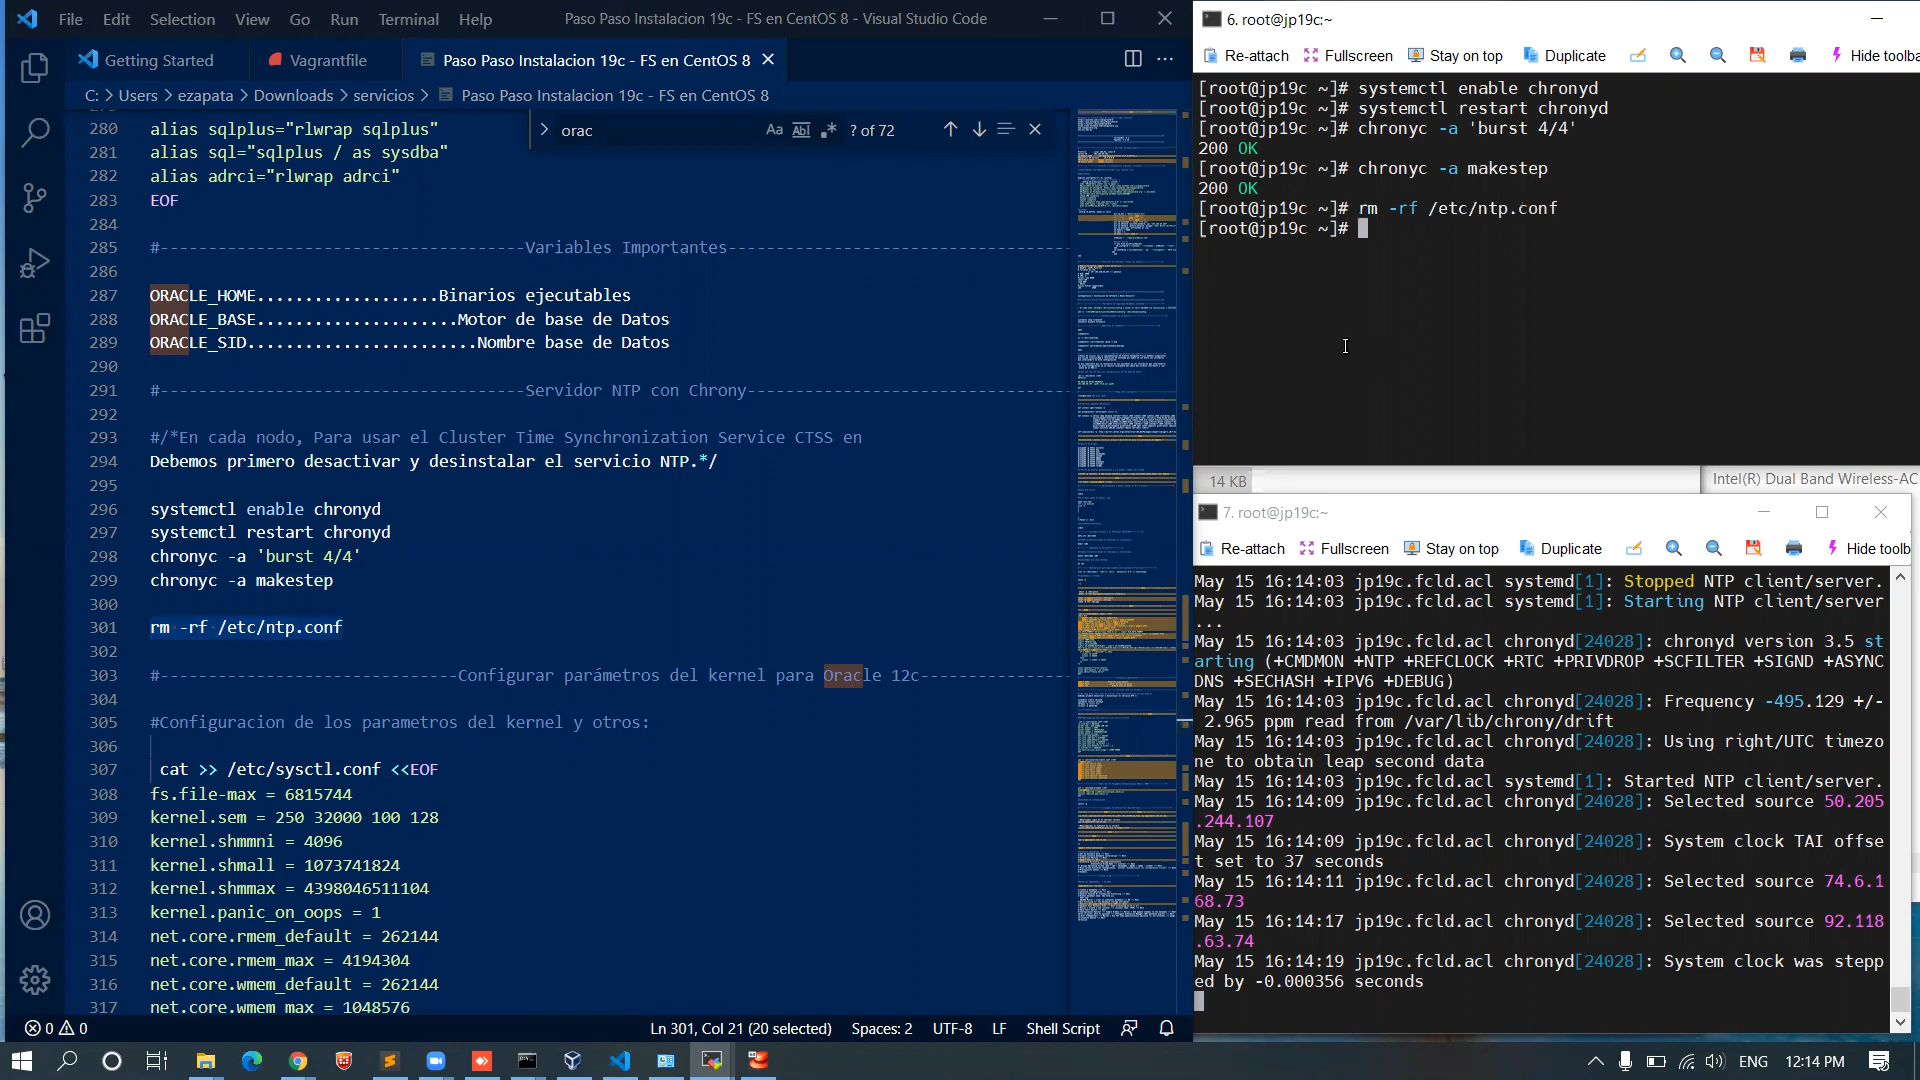 File Edit Selection View Go Run Terminal Help
Paso Paso Instalacion 19c - FS en CentOS 8 - Visual Studio Code
Getting Started
Vagrantfile
Paso Paso Instalacion 19c - FS en CentOS 8
C: > Users > ezapata > Downloads > servicios > Paso Paso Instalacion 19c - FS en CentOS 8
orac
? of 72
280 alias sqlplus="rlwrap sqlplus"
281 alias sql="sqlplus / as sysdba"
282 alias adrci="rlwrap adrci"
283 EOF
284
285 #--------------------------------------Variables Importantes------------------------------------
286
287 ORACLE_HOME...................Binarios ejecutables
288 ORACLE_BASE.....................Motor de base de Datos
289 ORACLE_SID........................Nombre base de Datos
290
291 #--------------------------------------Servidor NTP con Chrony----------------------------------
292
293 #/*En cada nodo, Para usar el Cluster Time Synchronization Service CTSS en
294 Debemos primero desactivar y desinstalar el servicio NTP.*/
295
296 systemctl enable chronyd
297 systemctl restart chronyd
298 chronyc -a 'burst 4/4'
299 chronyc -a makestep
300
301 rm -rf /etc/ntp.conf
302
303 #-------------------------------Configurar parámetros del kernel para Oracle 12c----------------
304
305 #Configuracion de los parametros del kernel y otros:
306
307 cat >> /etc/sysctl.conf <<EOF
308 fs.file-max = 6815744
309 kernel.sem = 250 32000 100 128
310 kernel.shmmni = 4096
311 kernel.shmall = 1073741824
312 kernel.shmmax = 4398046511104
313 kernel.panic_on_oops = 1
314 net.core.rmem_default = 262144
315 net.core.rmem_max = 4194304
316 net.core.wmem_default = 262144
317 net.core.wmem_max = 1048576
0 0
Ln 301, Col 21 (20 selected) Spaces: 2 UTF-8 LF Shell Script
6. root@jp19c:~
Re-attach Fullscreen Stay on top Duplicate Hide toolba
[root@jp19c ~]# systemctl enable chronyd
[root@jp19c ~]# systemctl restart chronyd
[root@jp19c ~]# chronyc -a 'burst 4/4'
200 OK
[root@jp19c ~]# chronyc -a makestep
200 OK
[root@jp19c ~]# rm -rf /etc/ntp.conf
[root@jp19c ~]#
14 KB
Intel(R) Dual Band Wireless-AC
7. root@jp19c:~
Re-attach Fullscreen Stay on top Duplicate Hide toolb
May 15 16:14:03 jp19c.fcld.acl systemd[1]: Stopped NTP client/server.
May 15 16:14:03 jp19c.fcld.acl systemd[1]: Starting NTP client/server
...
May 15 16:14:03 jp19c.fcld.acl chronyd[24028]: chronyd version 3.5 st
arting (+CMDMON +NTP +REFCLOCK +RTC +PRIVDROP +SCFILTER +SIGND +ASYNC
DNS +SECHASH +IPV6 +DEBUG)
May 15 16:14:03 jp19c.fcld.acl chronyd[24028]: Frequency -495.129 +/-
2.965 ppm read from /var/lib/chrony/drift
May 15 16:14:03 jp19c.fcld.acl chronyd[24028]: Using right/UTC timezo
ne to obtain leap second data
May 15 16:14:03 jp19c.fcld.acl systemd[1]: Started NTP client/server.
May 15 16:14:09 jp19c.fcld.acl chronyd[24028]: Selected source 50.205
.244.107
May 15 16:14:09 jp19c.fcld.acl chronyd[24028]: System clock TAI offse
t set to 37 seconds
May 15 16:14:11 jp19c.fcld.acl chronyd[24028]: Selected source 74.6.1
68.73
May 15 16:14:17 jp19c.fcld.acl chronyd[24028]: Selected source 92.118
.63.74
May 15 16:14:19 jp19c.fcld.acl chronyd[24028]: System clock was stepp
ed by -0.000356 seconds
ENG 12:14 PM